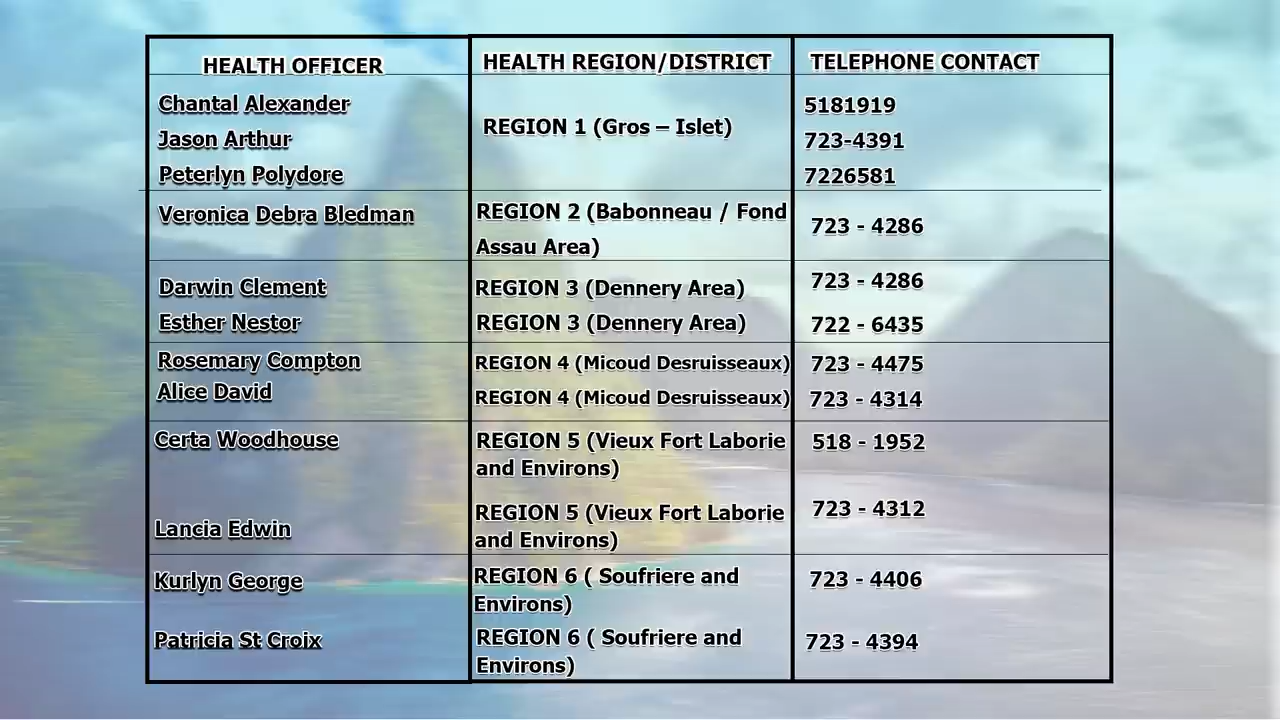 HEALTH OFFICER HEALTH REGION/DISTRICT TELEPHONE CONTACT
Chantal Alexander 5181919
REGION 1 (Gros – Islet)
Jason Arthur 723-4391
Peterlyn Polydore 7226581
Veronica Debra Bledman REGION 2 (Babonneau / Fond
Assau Area) 723 - 4286
Darwin Clement REGION 3 (Dennery Area) 723 - 4286
Esther Nestor REGION 3 (Dennery Area) 722 - 6435
Rosemary Compton REGION 4 (Micoud Desruisseaux) 723 - 4475
Alice David REGION 4 (Micoud Desruisseaux) 723 - 4314
Certa Woodhouse REGION 5 (Vieux Fort Laborie 518 - 1952
and Environs)
Lancia Edwin REGION 5 (Vieux Fort Laborie 723 - 4312
and Environs)
Kurlyn George REGION 6 ( Soufriere and 723 - 4406
Environs)
Patricia St Croix REGION 6 ( Soufriere and 723 - 4394
Environs)